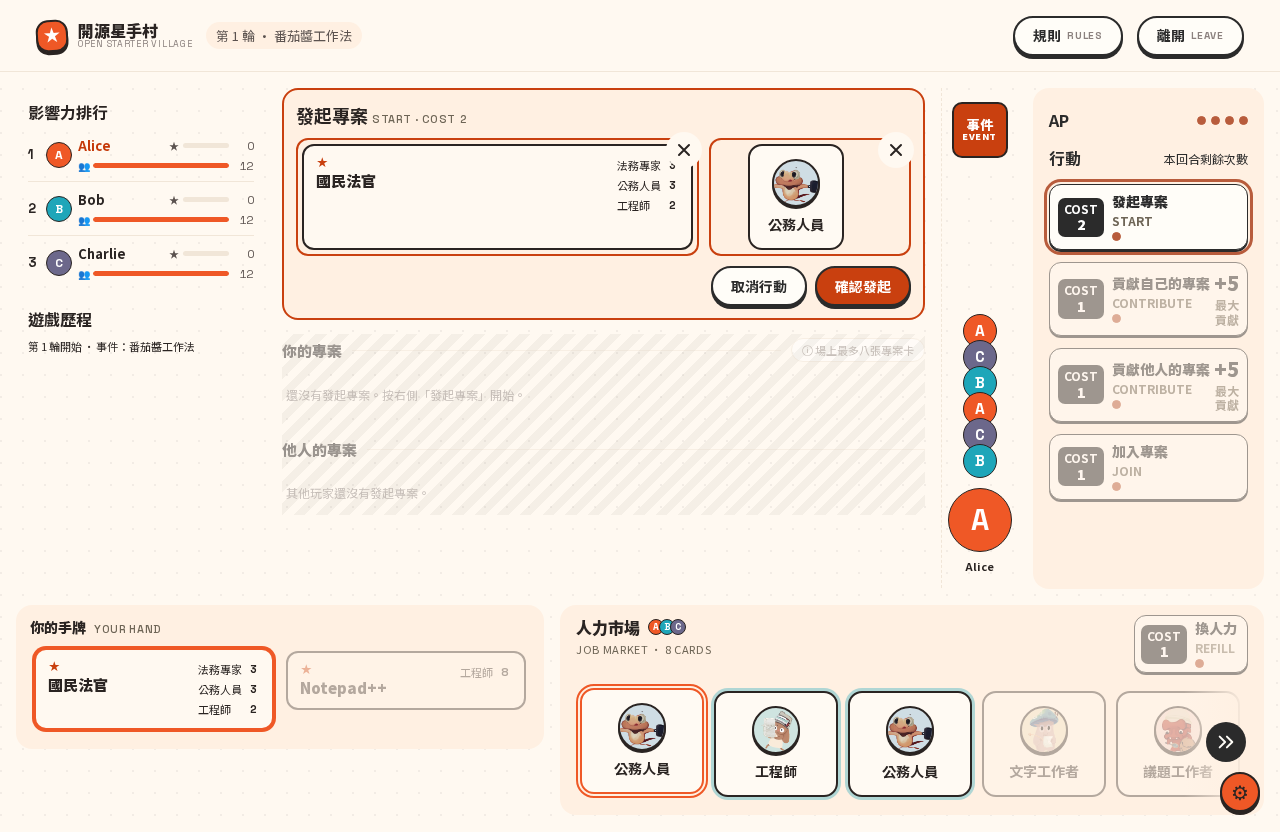 開源星手村
OPEN STARTER VILLAGE
第 1 輪 · 番茄醬工作法
規則 RULES
離開 LEAVE
影響力排行
1 A Alice ★ 0
12
2 B Bob ★ 0
12
3 C Charlie ★ 0
12
遊戲歷程
第 1 輪開始 · 事件：番茄醬工作法
發起專案 START · COST 2
★
國民法官
法務專家
公務人員 3
工程師 2
公務人員
取消行動
確認發起
你的專案
場上最多八張專案卡
還沒有發起專案。按右側「發起專案」開始。
他人的專案
其他玩家還沒有發起專案。
事件
EVENT
A
C
B
A
C
B
A
Alice
AP
行動
本回合剩餘次數
COST 2
發起專案
START
COST 1
貢獻自己的專案
CONTRIBUTE
+5
最大
貢獻
COST 1
貢獻他人的專案
CONTRIBUTE
+5
最大
貢獻
COST 1
加入專案
JOIN
你的手牌 YOUR HAND
★
國民法官
法務專家 3
公務人員 3
工程師 2
★
Notepad++
工程師 8
人力市場 A B C
JOB MARKET · 8 CARDS
COST 1
換人力
REFILL
公務人員
工程師
公務人員
文字工作者
議題工作者